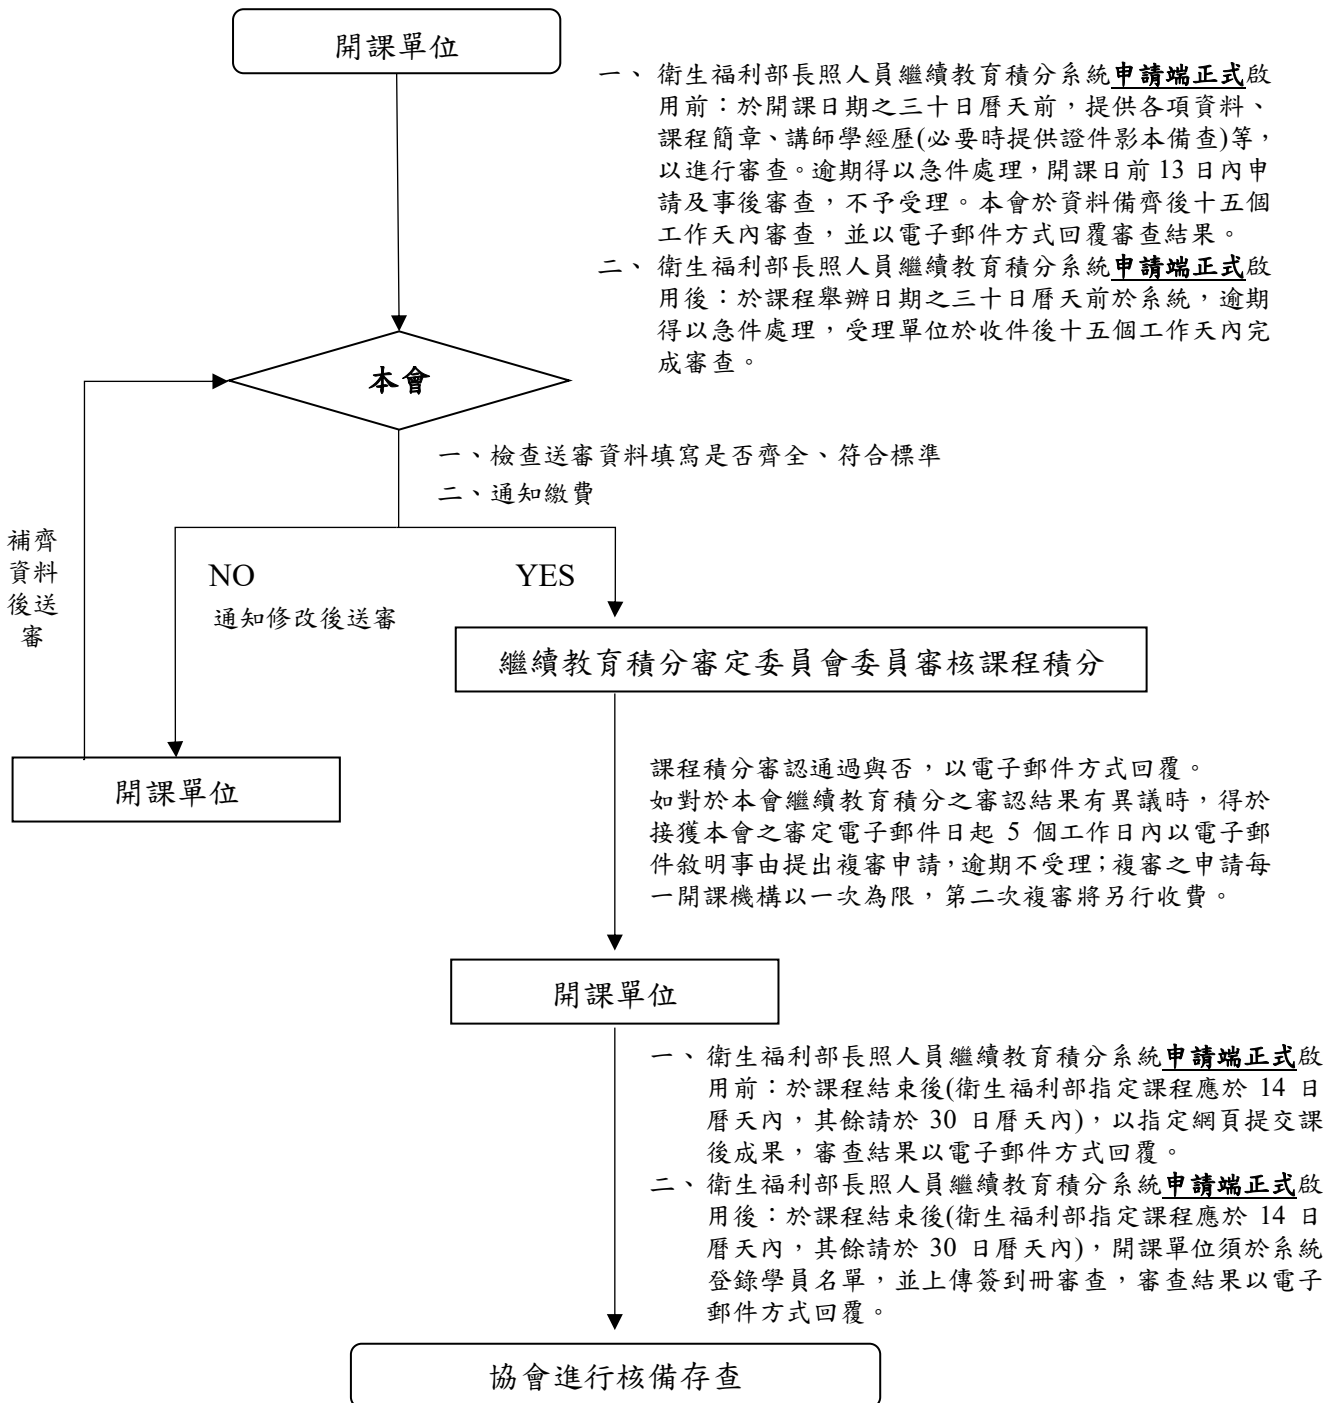 開課單位
一、 衛生福利部長照人員繼續教育積分系統申請端正式啟
用前：於開課日期之三十日曆天前，提供各項資料、
課程簡章、講師學經歷(必要時提供證件影本備查)等，
以進行審查。逾期得以急件處理，開課日前 13 日內申
請及事後審查，不予受理。本會於資料備齊後十五個
工作天內審查，並以電子郵件方式回覆審查結果。
二、 衛生福利部長照人員繼續教育積分系統申請端正式啟
用後：於課程舉辦日期之三十日曆天前於系統，逾期
得以急件處理，受理單位於收件後十五個工作天內完
成審查。
本會
一、檢查送審資料填寫是否齊全、符合標準
二、通知繳費
補齊
資料
後送
審
NO
YES
通知修改後送審
繼續教育積分審定委員會委員審核課程積分
開課單位
課程積分審認通過與否，以電子郵件方式回覆。
如對於本會繼續教育積分之審認結果有異議時，得於
接獲本會之審定電子郵件日起 5 個工作日內以電子郵
件敘明事由提出複審申請，逾期不受理；複審之申請每
一開課機構以一次為限，第二次複審將另行收費。
開課單位
一、 衛生福利部長照人員繼續教育積分系統申請端正式啟
用前：於課程結束後(衛生福利部指定課程應於 14 日
曆天內，其餘請於 30 日曆天內)，以指定網頁提交課
後成果，審查結果以電子郵件方式回覆。
二、 衛生福利部長照人員繼續教育積分系統申請端正式啟
用後：於課程結束後(衛生福利部指定課程應於 14 日
曆天內，其餘請於 30 日曆天內)，開課單位須於系統
登錄學員名單，並上傳簽到冊審查，審查結果以電子
郵件方式回覆。
協會進行核備存查